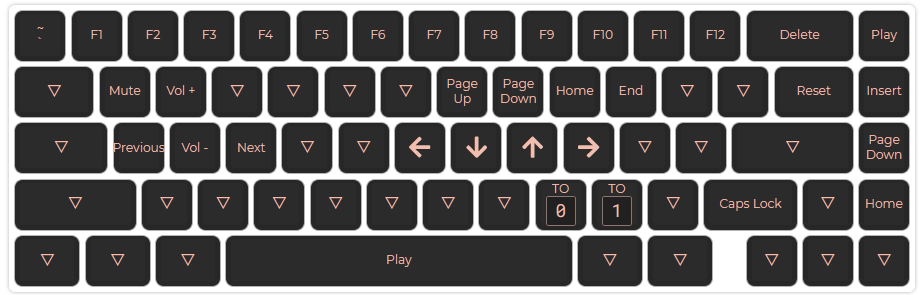 ~
`
F1
F2
F3
F4
F5
F6
F7
F8
F9
F10
F11
F12
Delete
Play
▽
Mute
Vol +
▽
▽
▽
▽
Page
Up
Page
Down
Home
End
▽
▽
Reset
Insert
▽
Previous
Vol -
Next
▽
▽
←
↓
↑
→
▽
▽
▽
Page
Down
▽
▽
▽
▽
▽
▽
▽
▽
TO
0
TO
1
▽
Caps Lock
▽
Home
▽
▽
▽
Play
▽
▽
▽
▽
▽